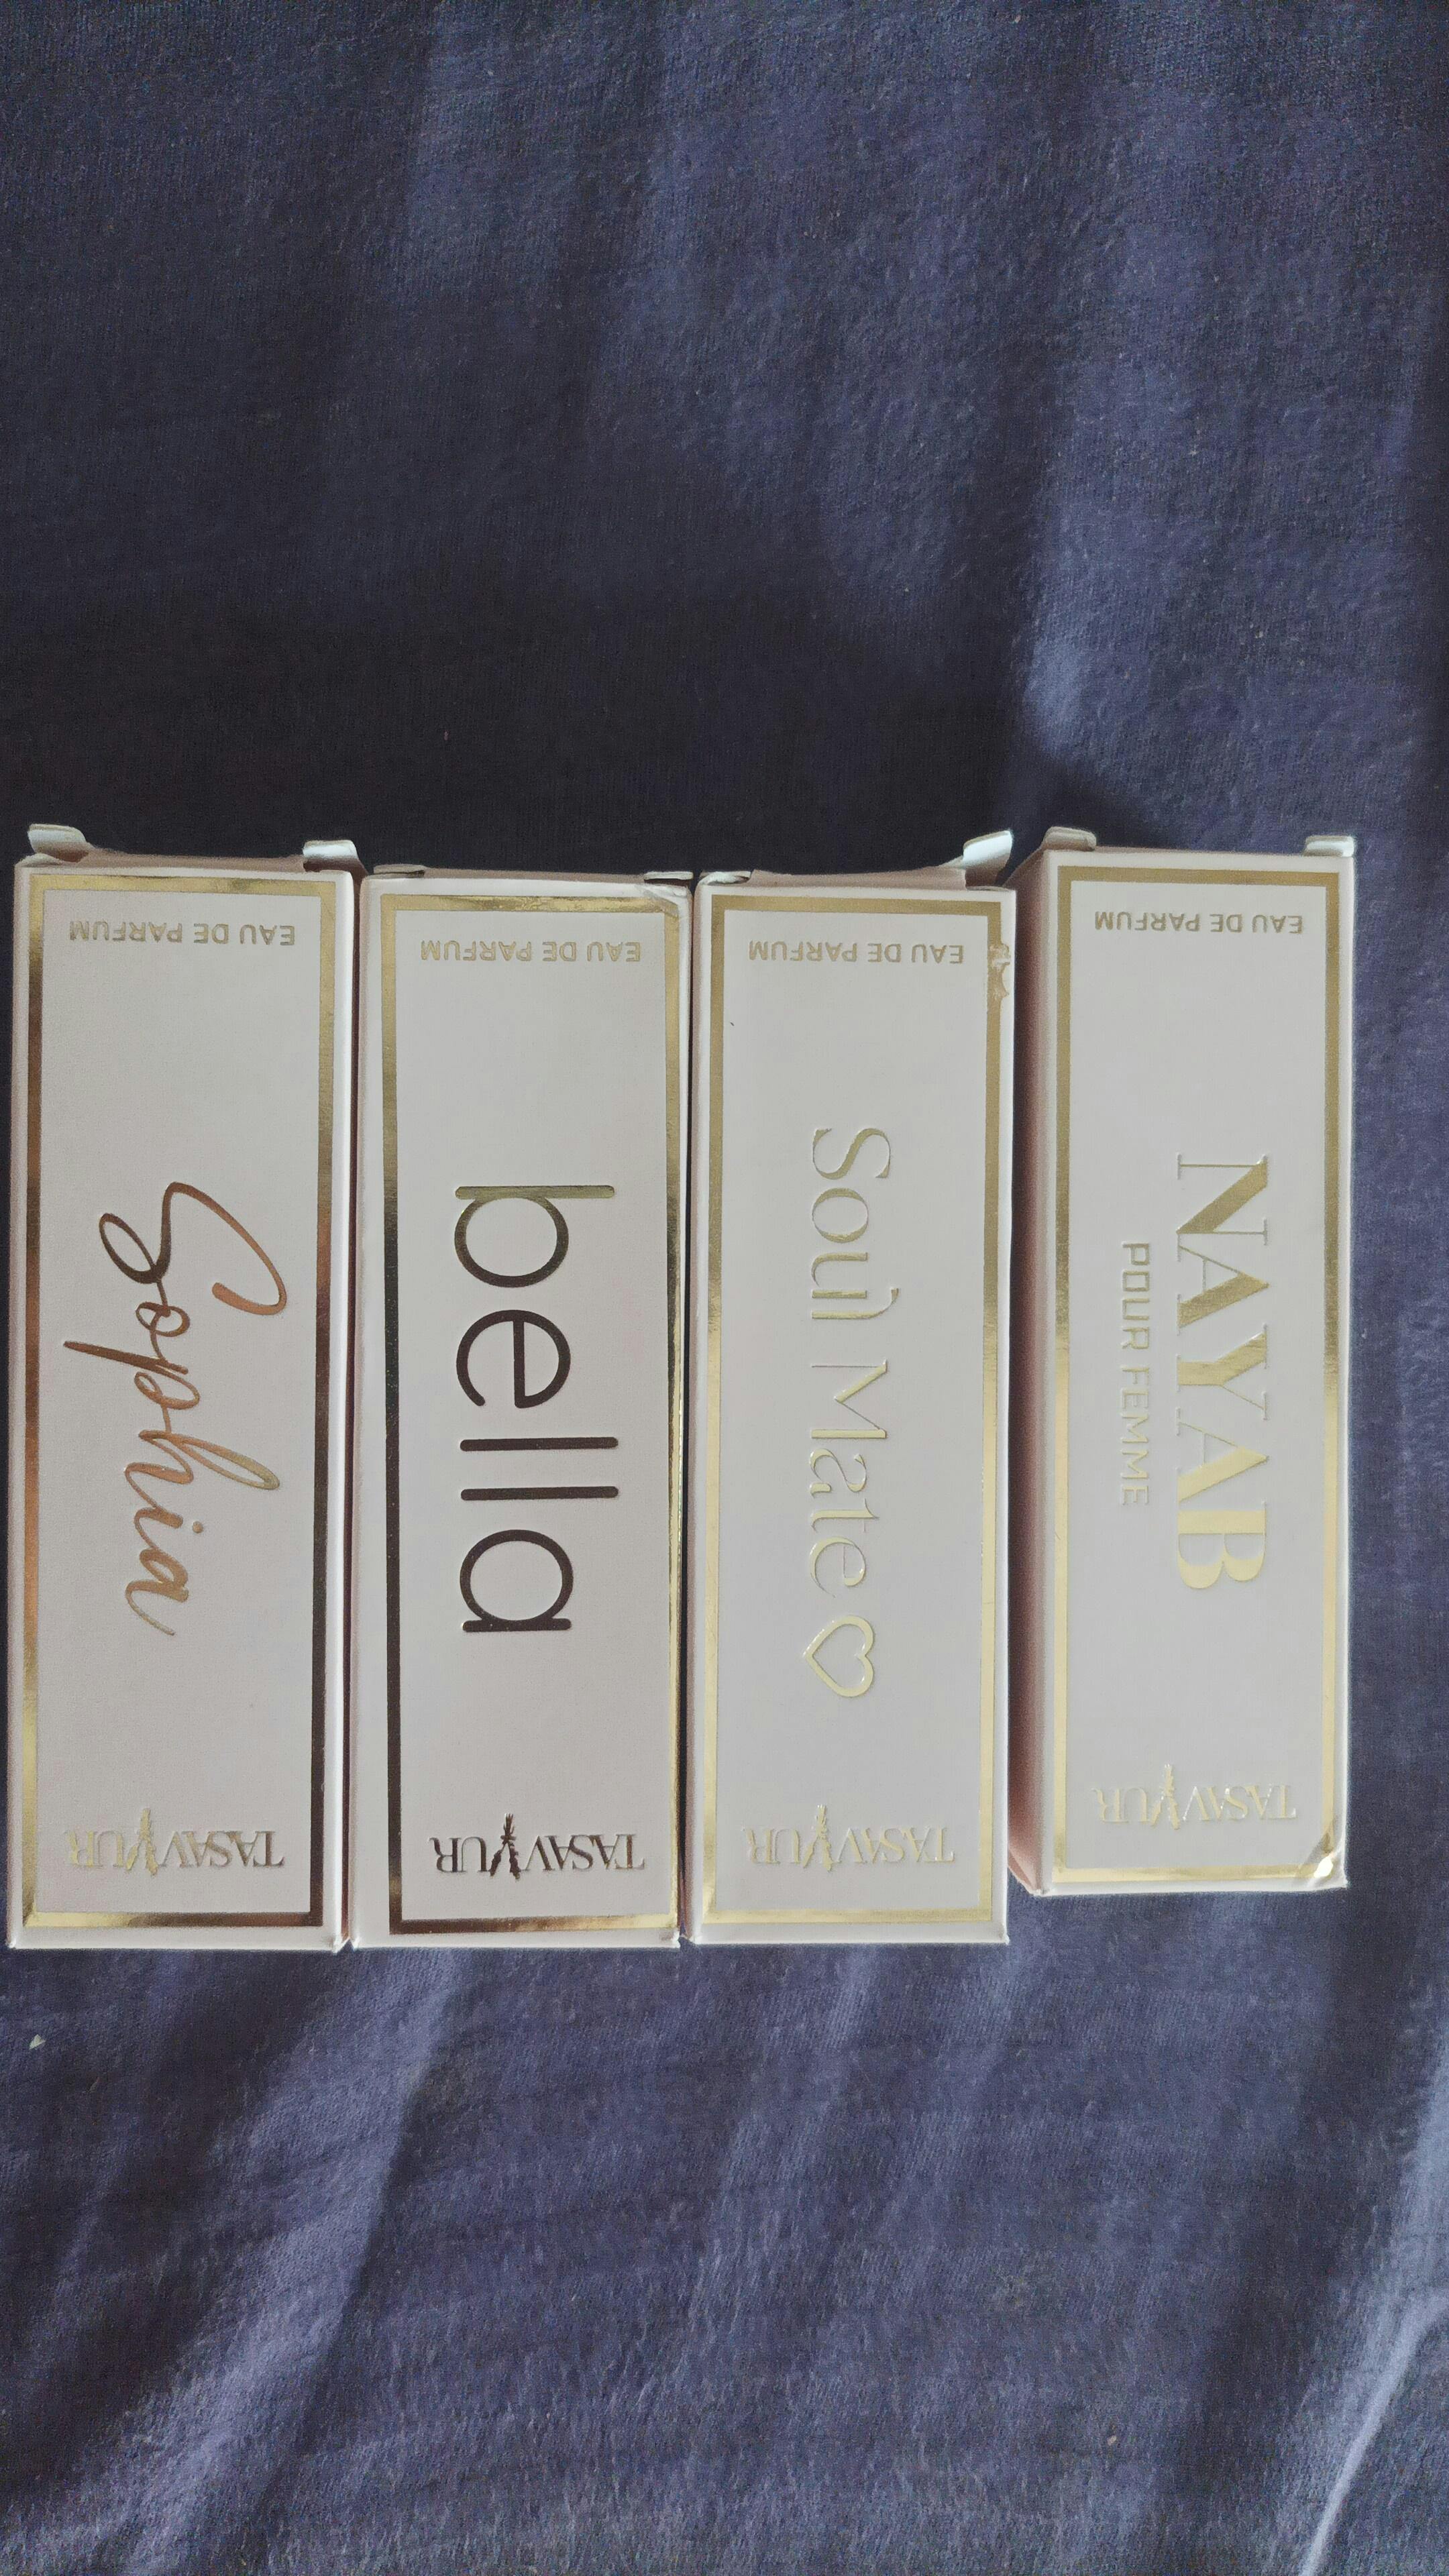 EAU DE PARFUM
Sophia
TASAVVUR
EAU DE PARFUM
bella
TASAVVUR
EAU DE PARFUM
Soul Mate
TASAVVUR
EAU DE PARFUM
NAYAB
POUR FEMME
TASAVVUR